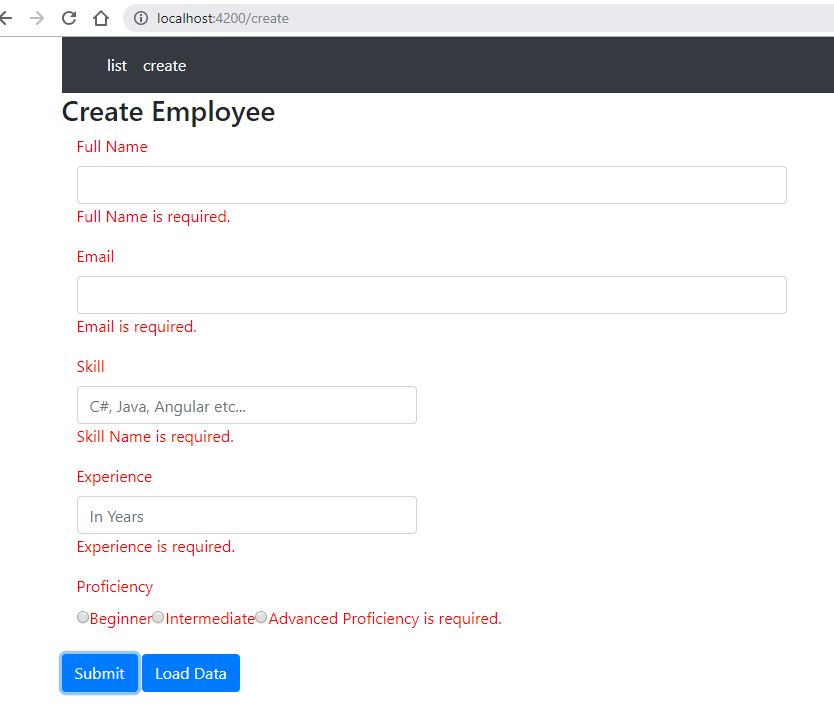 localhost:4200/create
list create
Create Employee
Full Name
Full Name is required.
Email
Email is required.
Skill
C#, Java, Angular etc...
Skill Name is required.
Experience
In Years
Experience is required.
Proficiency
Beginner Intermediate Advanced Proficiency is required.
Submit Load Data